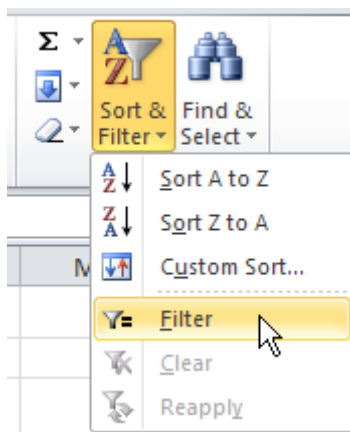 Σ
Sort & Filter
Find & Select
Sort A to Z
Sort Z to A
Custom Sort...
M
Filter
Clear
Reapply